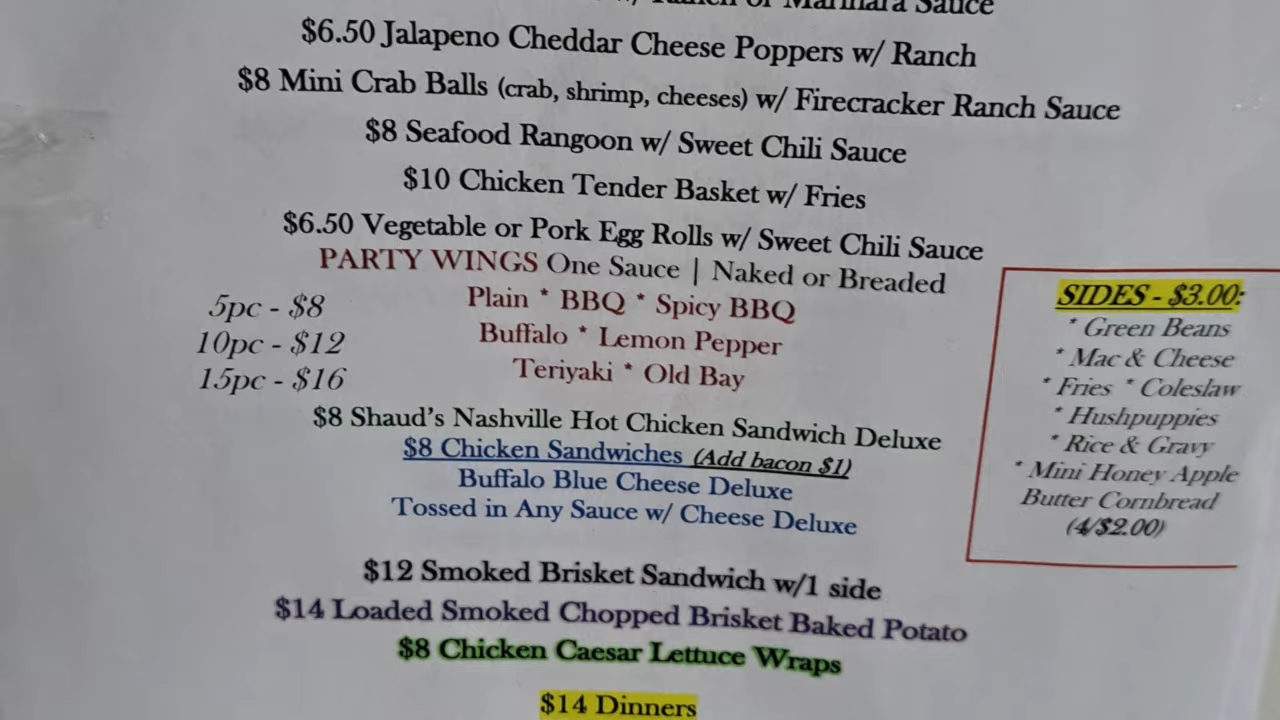 w/ Ranch or Marinara Sauce
$6.50 Jalapeno Cheddar Cheese Poppers w/ Ranch
$8 Mini Crab Balls (crab, shrimp, cheeses) w/ Firecracker Ranch Sauce
$8 Seafood Rangoon w/ Sweet Chili Sauce
$10 Chicken Tender Basket w/ Fries
$6.50 Vegetable or Pork Egg Rolls w/ Sweet Chili Sauce
PARTY WINGS One Sauce | Naked or Breaded
5pc - $8
10pc - $12
15pc - $16
Plain * BBQ * Spicy BBQ
Buffalo * Lemon Pepper
Teriyaki * Old Bay
$8 Shaud's Nashville Hot Chicken Sandwich Deluxe
$8 Chicken Sandwiches (Add bacon $1)
Buffalo Blue Cheese Deluxe
Tossed in Any Sauce w/ Cheese Deluxe
$12 Smoked Brisket Sandwich w/1 side
$14 Loaded Smoked Chopped Brisket Baked Potato
$8 Chicken Caesar Lettuce Wraps
$14 Dinners
SIDES - $3.00:
* Green Beans
* Mac & Cheese
* Fries * Coleslaw
* Hushpuppies
* Rice & Gravy
* Mini Honey Apple
Butter Cornbread
(4/$2.00)